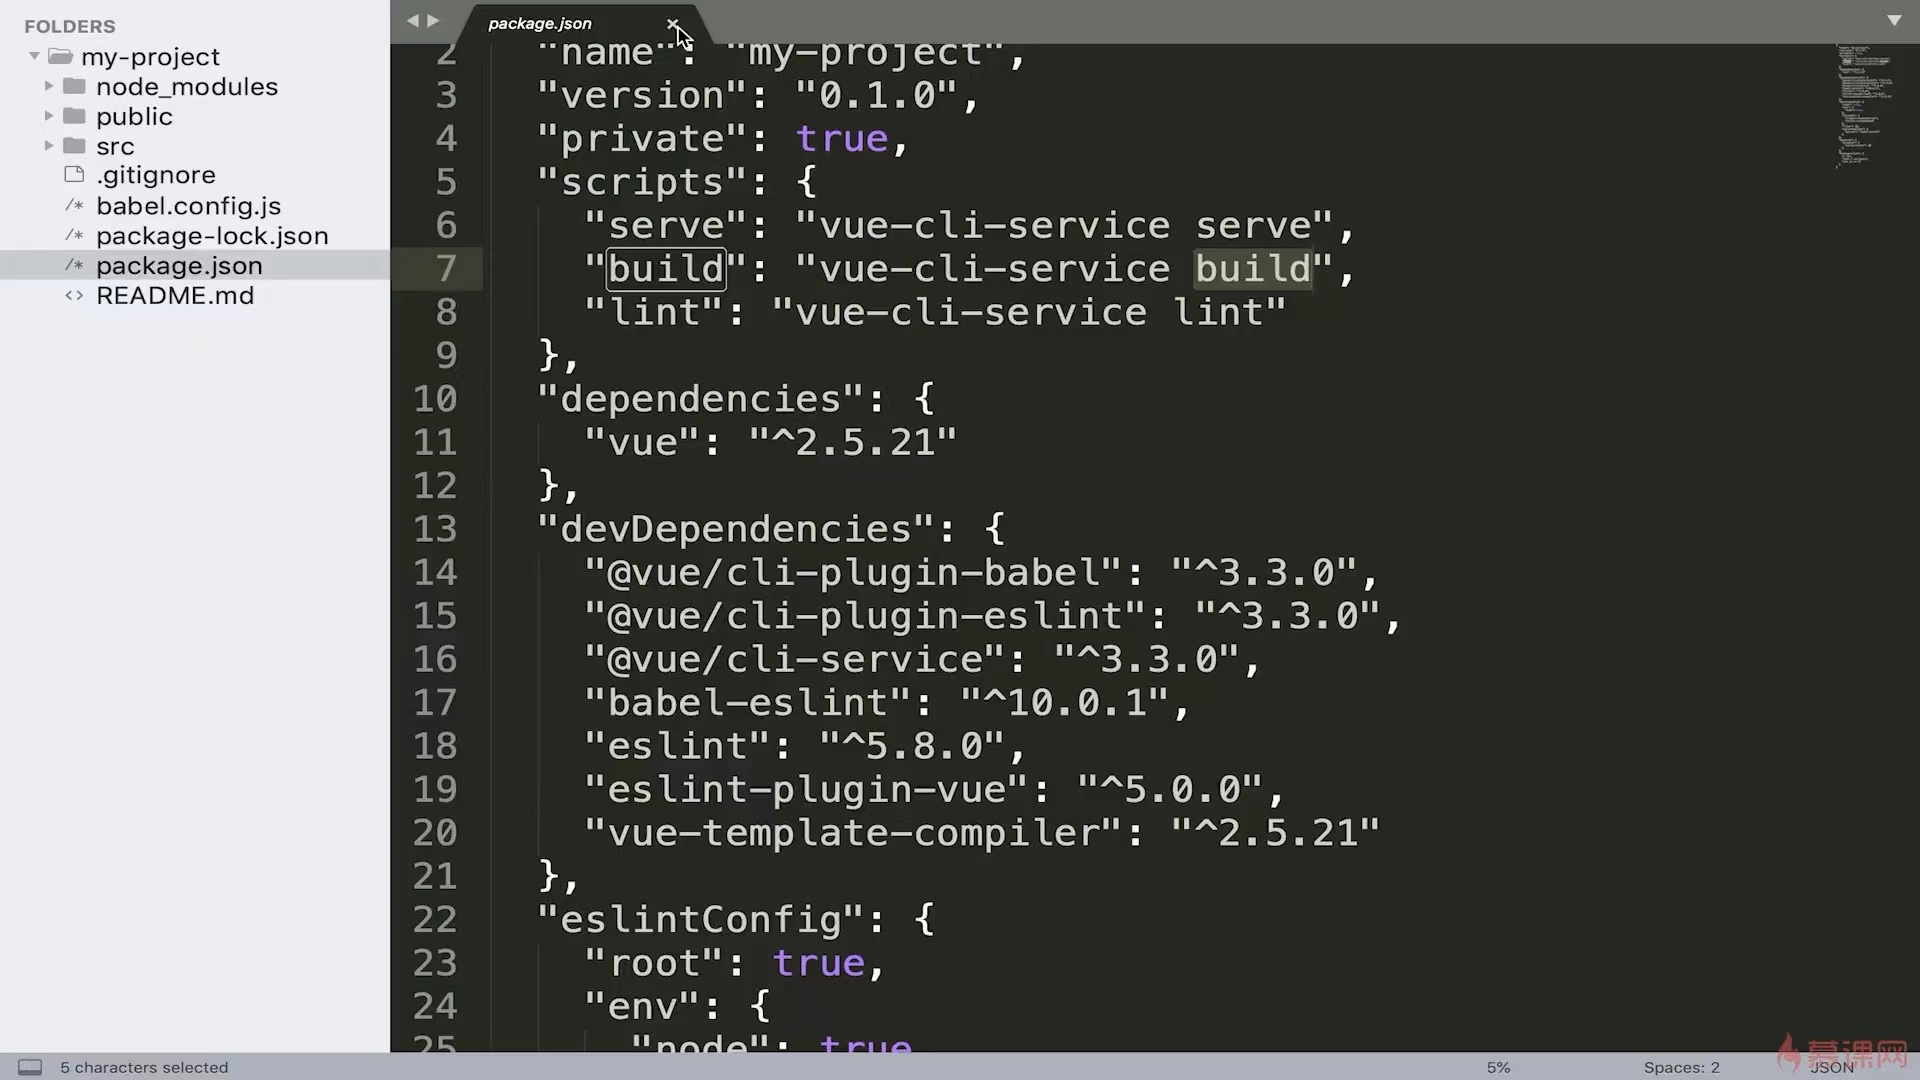 FOLDERS
my-project
node_modules
public
src
.gitignore
/* babel.config.js
/* package-lock.json
/* package.json
<> README.md
package.json
2 "name": "my-project",
3 "version": "0.1.0",
4 "private": true,
5 "scripts": {
6 "serve": "vue-cli-service serve",
7 "build": "vue-cli-service build",
8 "lint": "vue-cli-service lint"
9 },
10 "dependencies": {
11 "vue": "^2.5.21"
12 },
13 "devDependencies": {
14 "@vue/cli-plugin-babel": "^3.3.0",
15 "@vue/cli-plugin-eslint": "^3.3.0",
16 "@vue/cli-service": "^3.3.0",
17 "babel-eslint": "^10.0.1",
18 "eslint": "^5.8.0",
19 "eslint-plugin-vue": "^5.0.0",
20 "vue-template-compiler": "^2.5.21"
21 },
22 "eslintConfig": {
23 "root": true,
24 "env": {
25 "node": true
5 characters selected
5%
Spaces: 2
JSON
慕课网